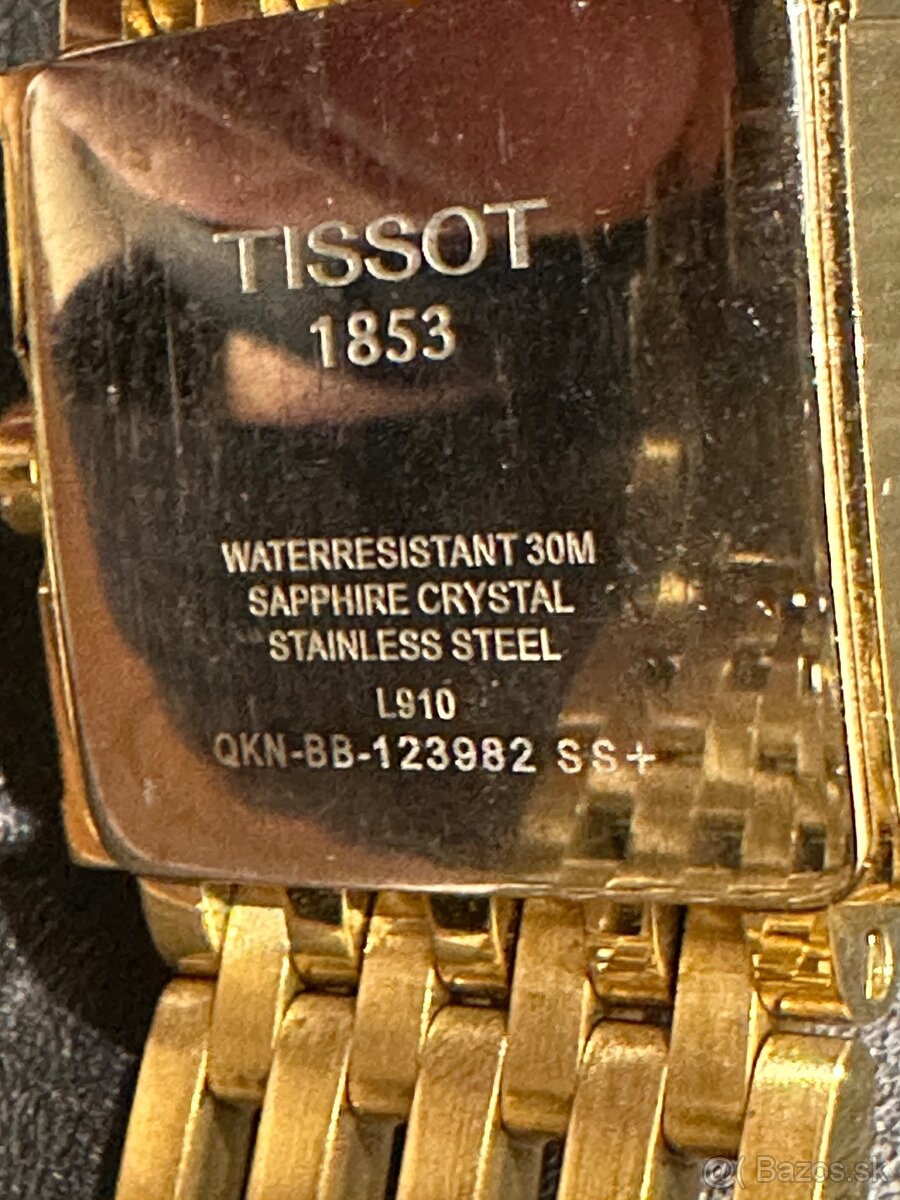 TISSOT
1853
WATERRESISTANT 30M
SAPPHIRE CRYSTAL
STAINLESS STEEL
L910
QKN-BB-123982 SS+
@( Bazos.sk